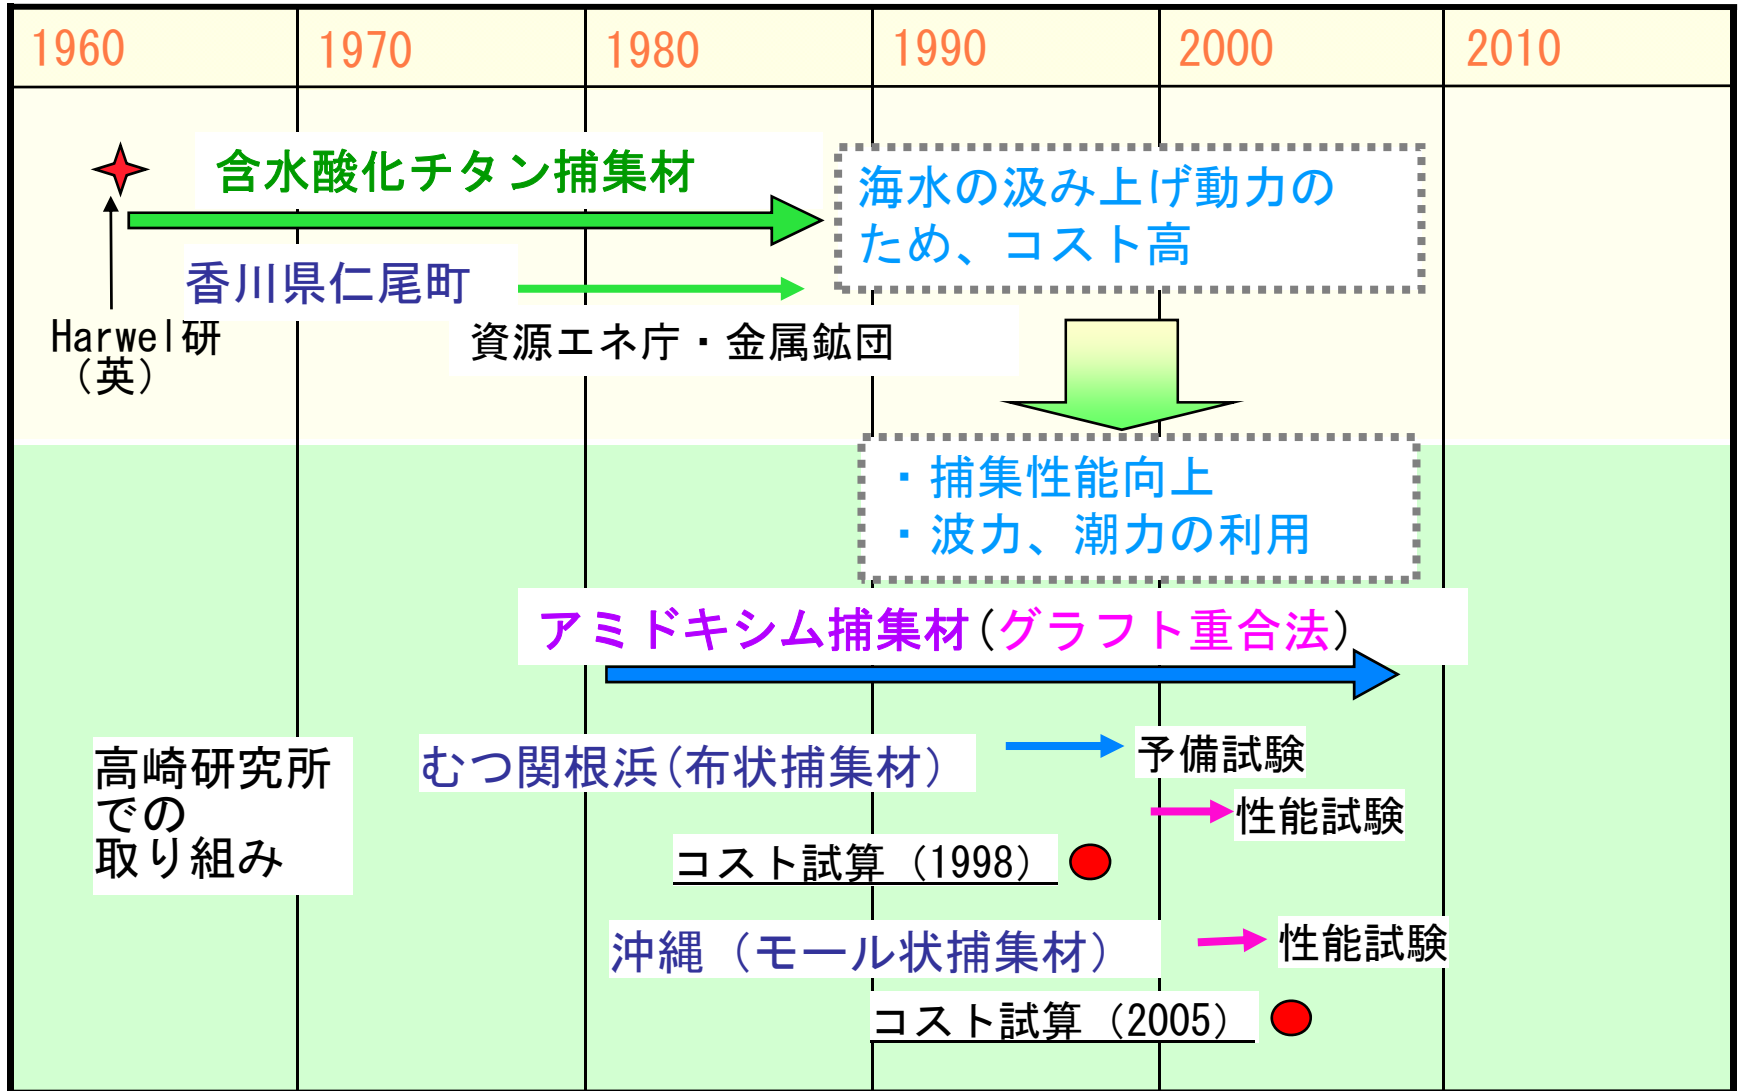 1960
1970
1980
1990
2000
2010
含水酸化チタン捕集材
海水の汲み上げ動力の
ため、コスト高
香川県仁尾町
Harwel研
（英）
資源エネ庁・金属鉱団
・捕集性能向上
・波力、潮力の利用
アミドキシム捕集材(グラフト重合法)
高崎研究所
での
取り組み
むつ関根浜(布状捕集材)
予備試験
性能試験
コスト試算（1998）
沖縄（モール状捕集材）
性能試験
コスト試算（2005）